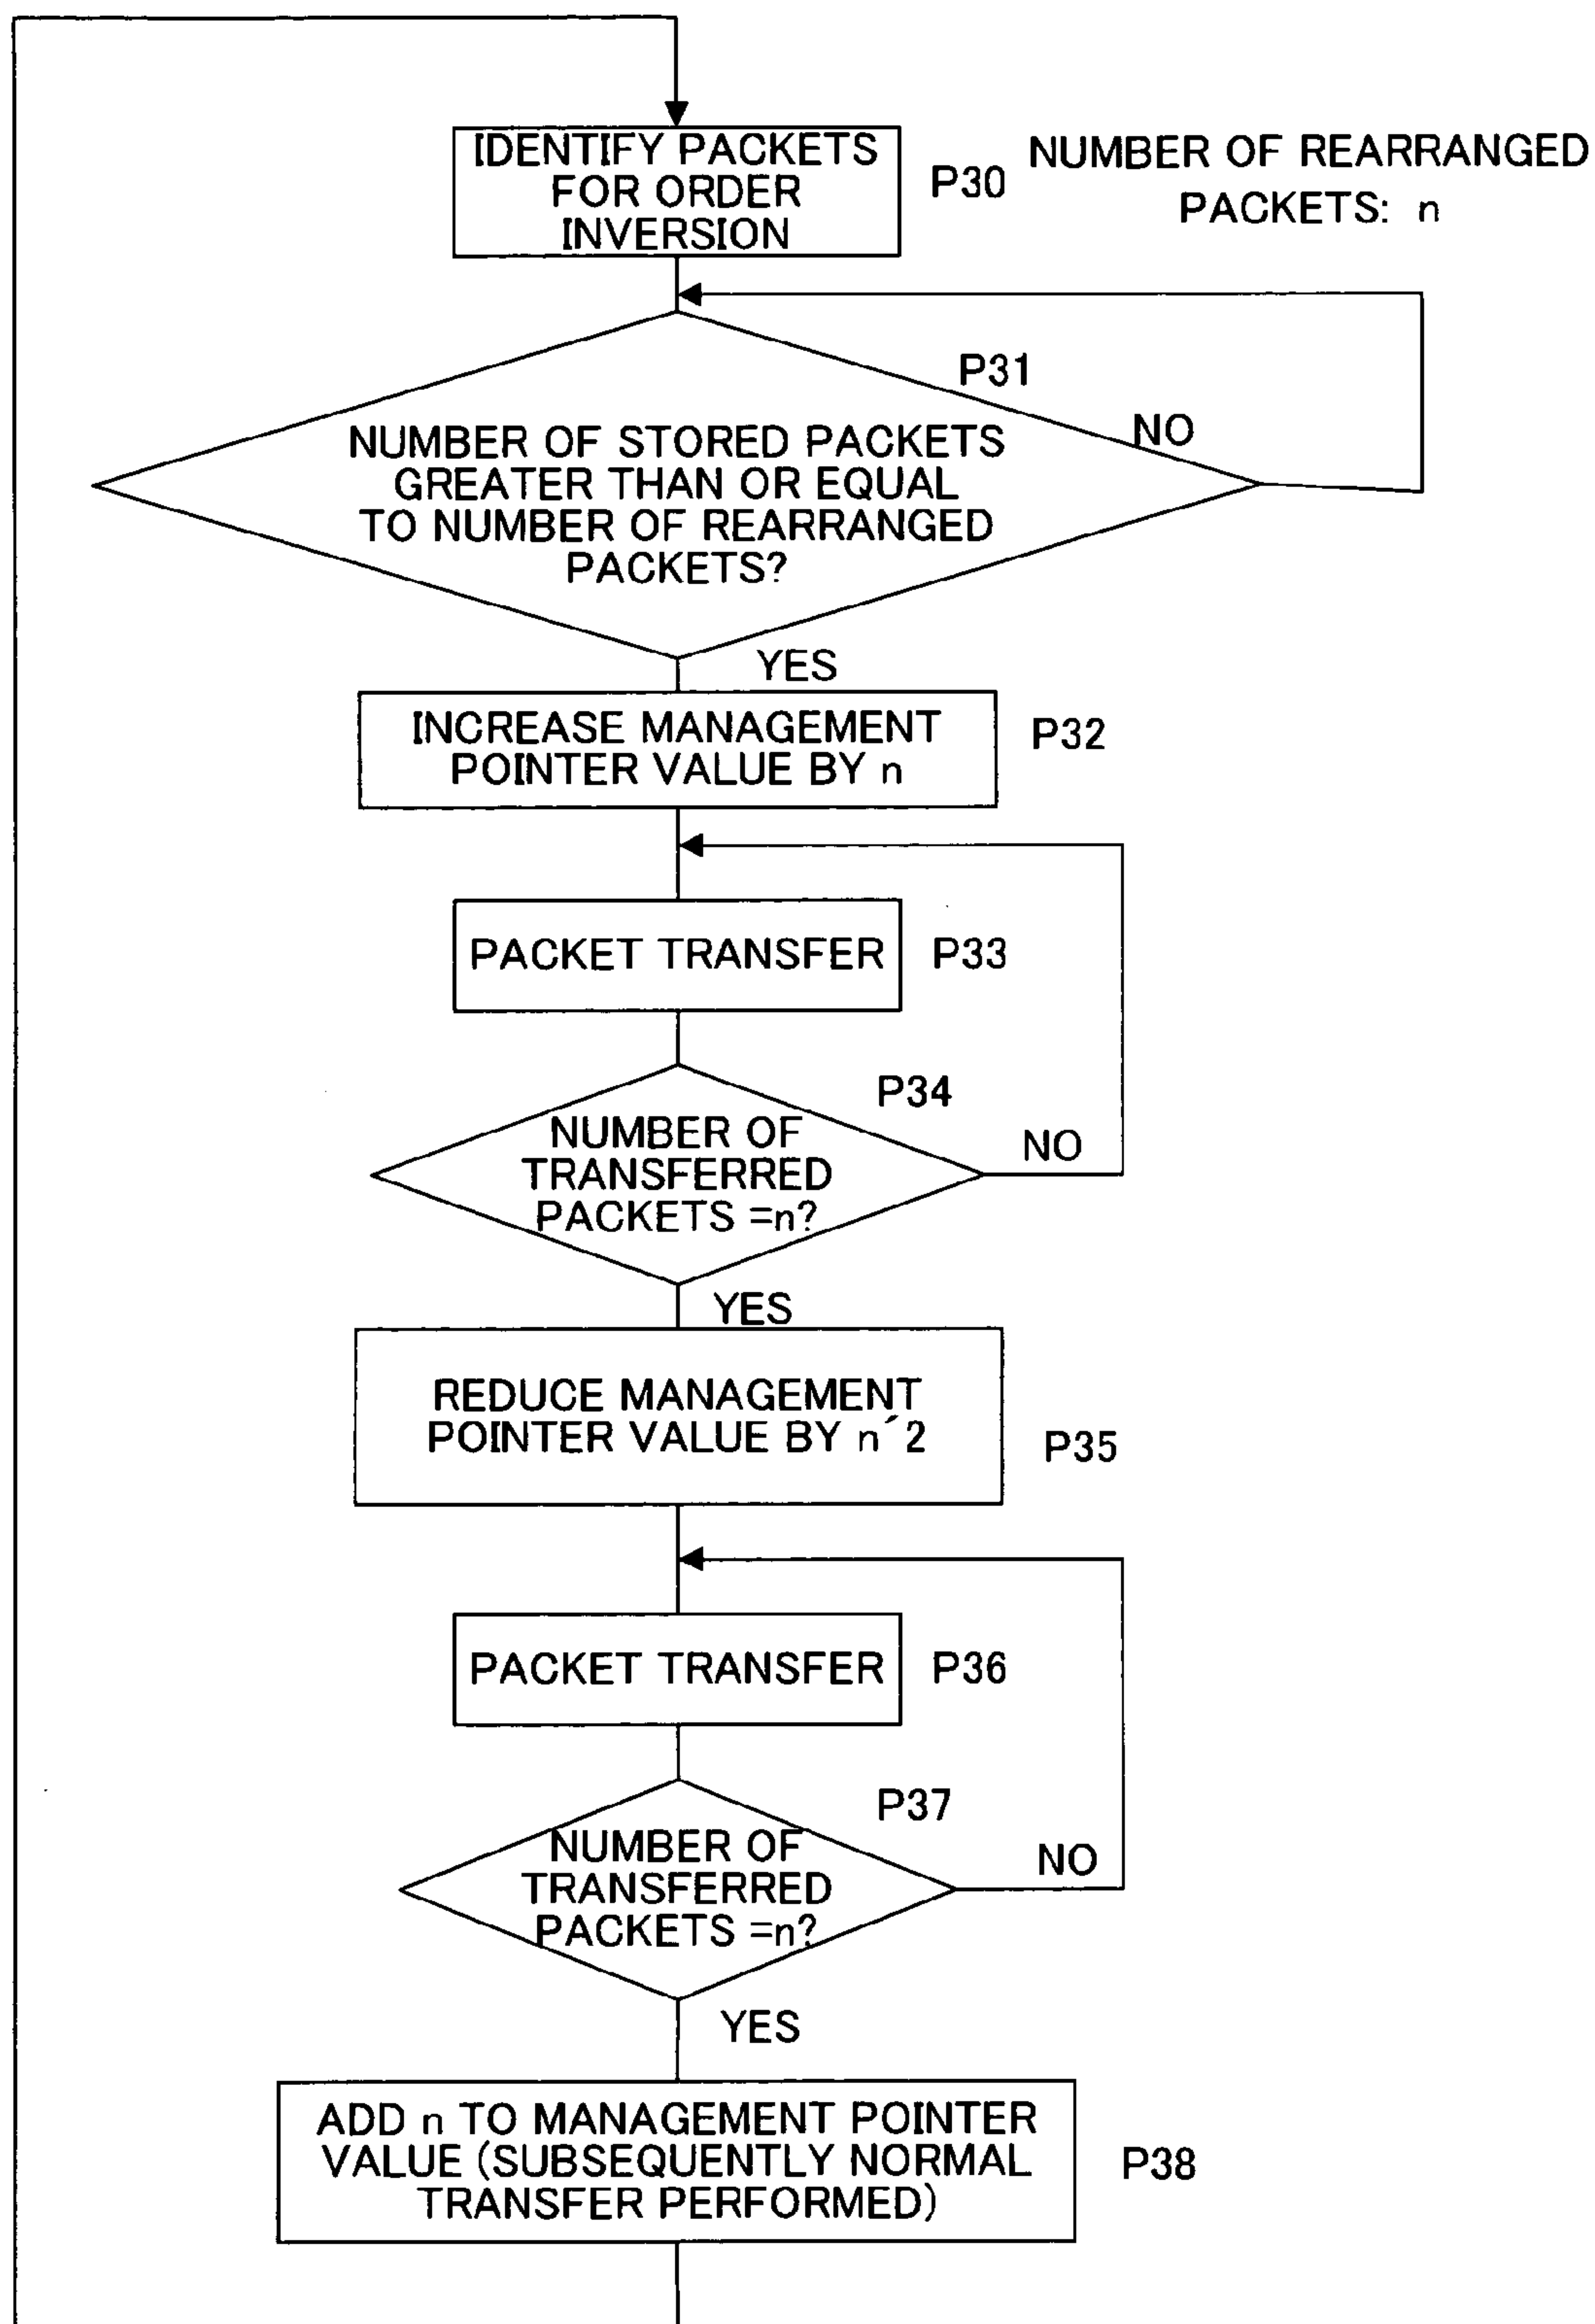 IDENTIFY PACKETS
FOR ORDER
INVERSION
P30
NUMBER OF REARRANGED
PACKETS: n
P31
NO
NUMBER OF STORED PACKETS
GREATER THAN OR EQUAL
TO NUMBER OF REARRANGED
PACKETS?
YES
INCREASE MANAGEMENT
POINTER VALUE BY n
P32
PACKET TRANSFER
P33
P34
NUMBER OF
TRANSFERRED
PACKETS =n?
NO
YES
REDUCE MANAGEMENT
POINTER VALUE BY n´2
P35
PACKET TRANSFER
P36
P37
NUMBER OF
TRANSFERRED
PACKETS =n?
NO
YES
ADD n TO MANAGEMENT POINTER
VALUE (SUBSEQUENTLY NORMAL
TRANSFER PERFORMED)
P38